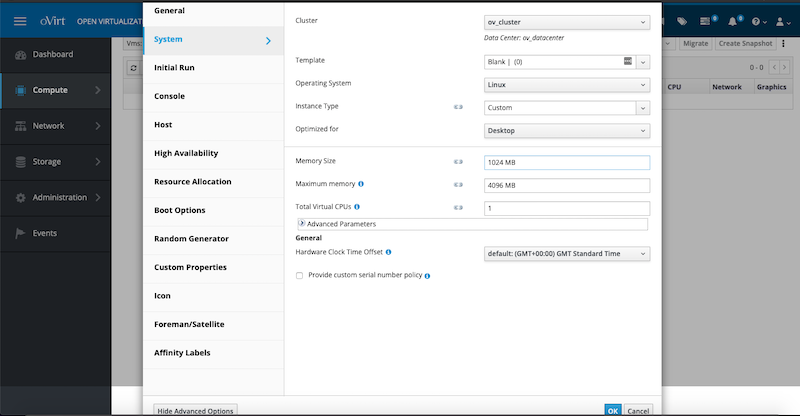 oVirt OPEN VIRTUALIZAT
Dashboard
Compute
Network
Storage
Administration
Events
Vms:
General
System
Initial Run
Console
Host
High Availability
Resource Allocation
Boot Options
Random Generator
Custom Properties
Icon
Foreman/Satellite
Affinity Labels
Hide Advanced Options
Cluster
ov_cluster
Data Center: ov_datacenter
Template
Blank | (0)
Operating System
Linux
Instance Type
Custom
Optimized for
Desktop
Memory Size
1024 MB
Maximum memory
4096 MB
Total Virtual CPUs
1
Advanced Parameters
General
Hardware Clock Time Offset
default: (GMT+00:00) GMT Standard Time
Provide custom serial number policy
OK Cancel
Migrate Create Snapshot
0 - 0
CPU Network Graphics